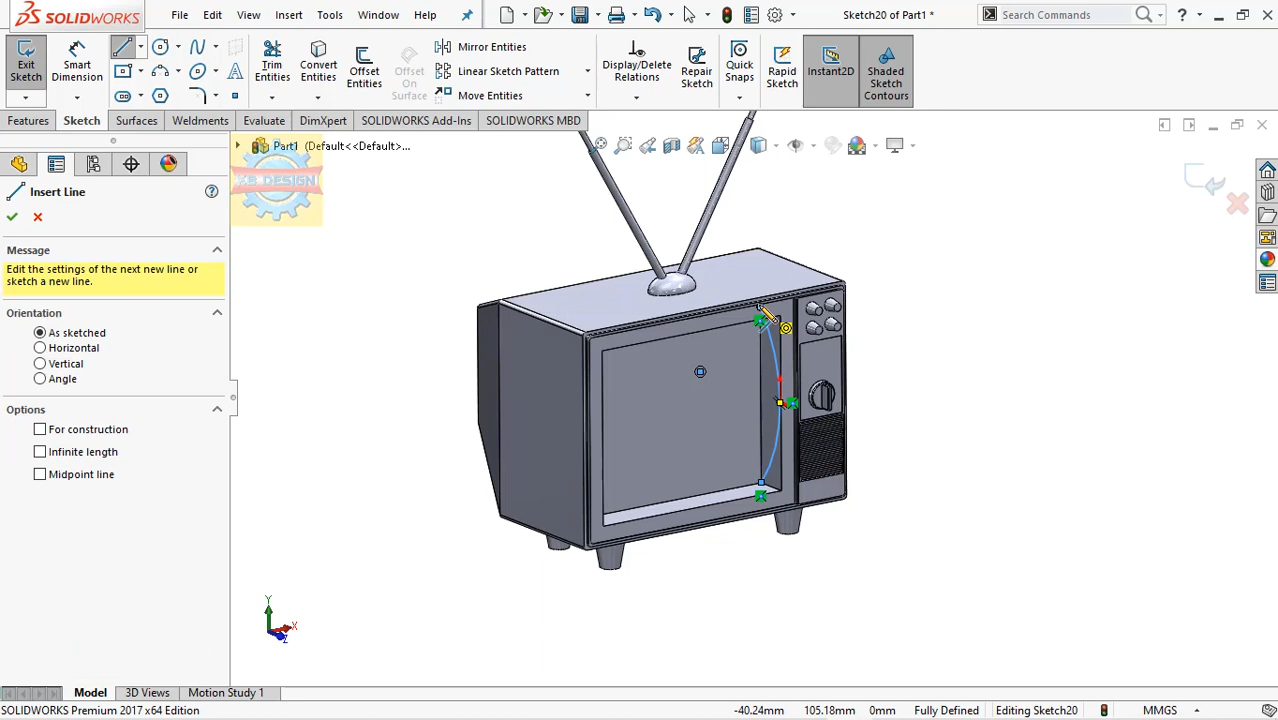 SOLIDWORKS
File
Edit
View
Insert
Tools
Window
Help
Sketch20 of Part1 *
Search Commands
?
Exit Sketch
Smart Dimension
Trim Entities
Convert Entities
Offset Entities
Offset On Surface
Mirror Entities
Linear Sketch Pattern
Move Entities
Display/Delete Relations
Repair Sketch
Quick Snaps
Rapid Sketch
Instant2D
Shaded Sketch Contours
Features
Sketch
Surfaces
Weldments
Evaluate
DimXpert
SOLIDWORKS Add-Ins
SOLIDWORKS MBD
Part1 (Default<<Default>...
KB DESIGN
Insert Line
Message
Edit the settings of the next new line or
sketch a new line.
Orientation
As sketched
Horizontal
Vertical
Angle
Options
For construction
Infinite length
Midpoint line
Y
X
Z
Model
3D Views
Motion Study 1
SOLIDWORKS Premium 2017 x64 Edition
-40.24mm
105.18mm
0mm
Fully Defined
Editing Sketch20
MMGS